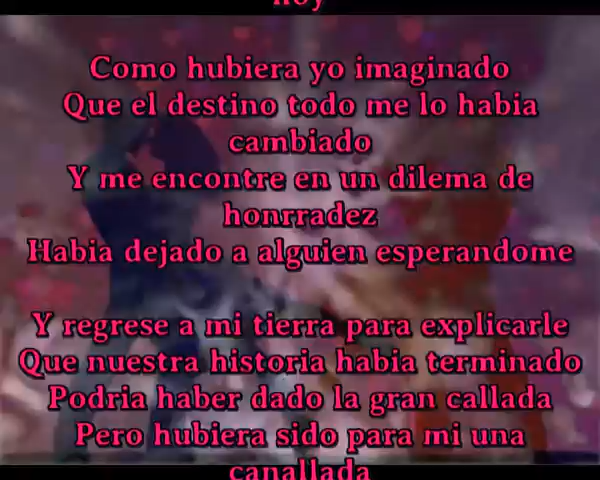 hoy
Como hubiera yo imaginado
Que el destino todo me lo habia
cambiado
Y me encontre en un dilema de
honrradez
Habia dejado a alguien esperandome
Y regrese a mi tierra para explicarle
Que nuestra historia habia terminado
Podria haber dado la gran callada
Pero hubiera sido para mi una
canallada